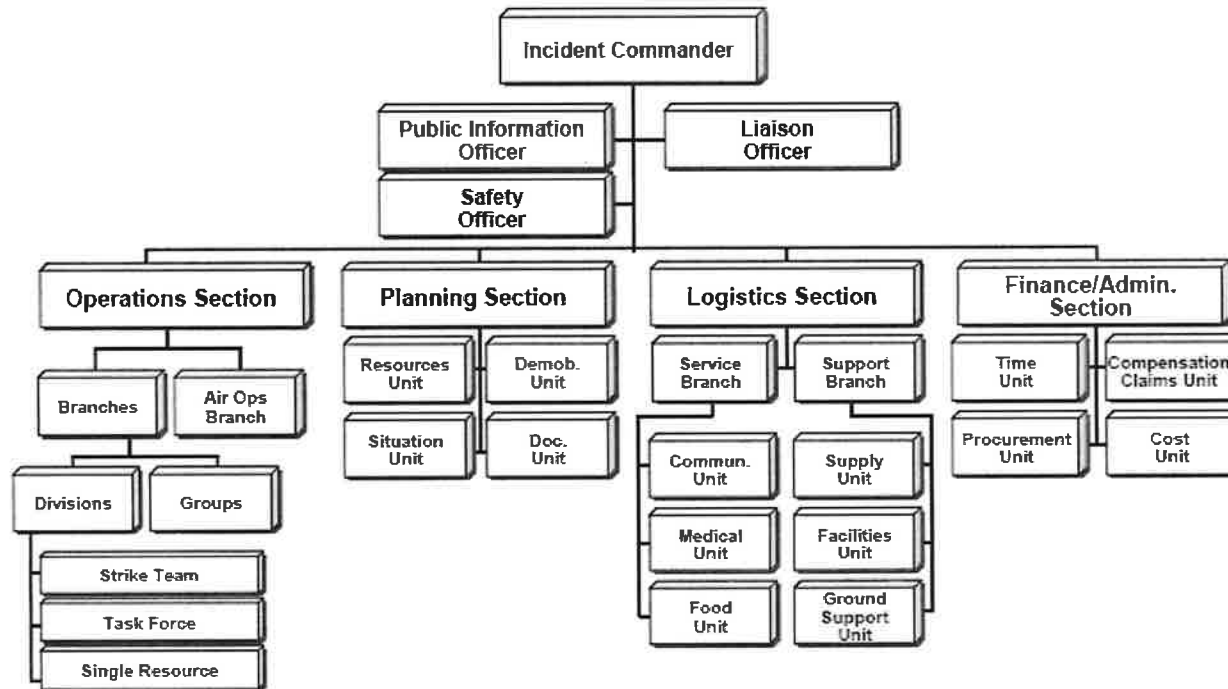 Incident Commander
Public Information
Officer
Liaison
Officer
Safety
Officer
Operations Section
Planning Section
Logistics Section
Finance/Admin.
Section
Branches
Air Ops
Branch
Resources
Unit
Demob.
Unit
Service
Branch
Support
Branch
Time
Unit
Compensation
Claims Unit
Situation
Unit
Doc.
Unit
Procurement
Unit
Cost
Unit
Divisions
Groups
Commun.
Unit
Supply
Unit
Medical
Unit
Facilities
Unit
Food
Unit
Ground
Support
Unit
Strike Team
Task Force
Single Resource